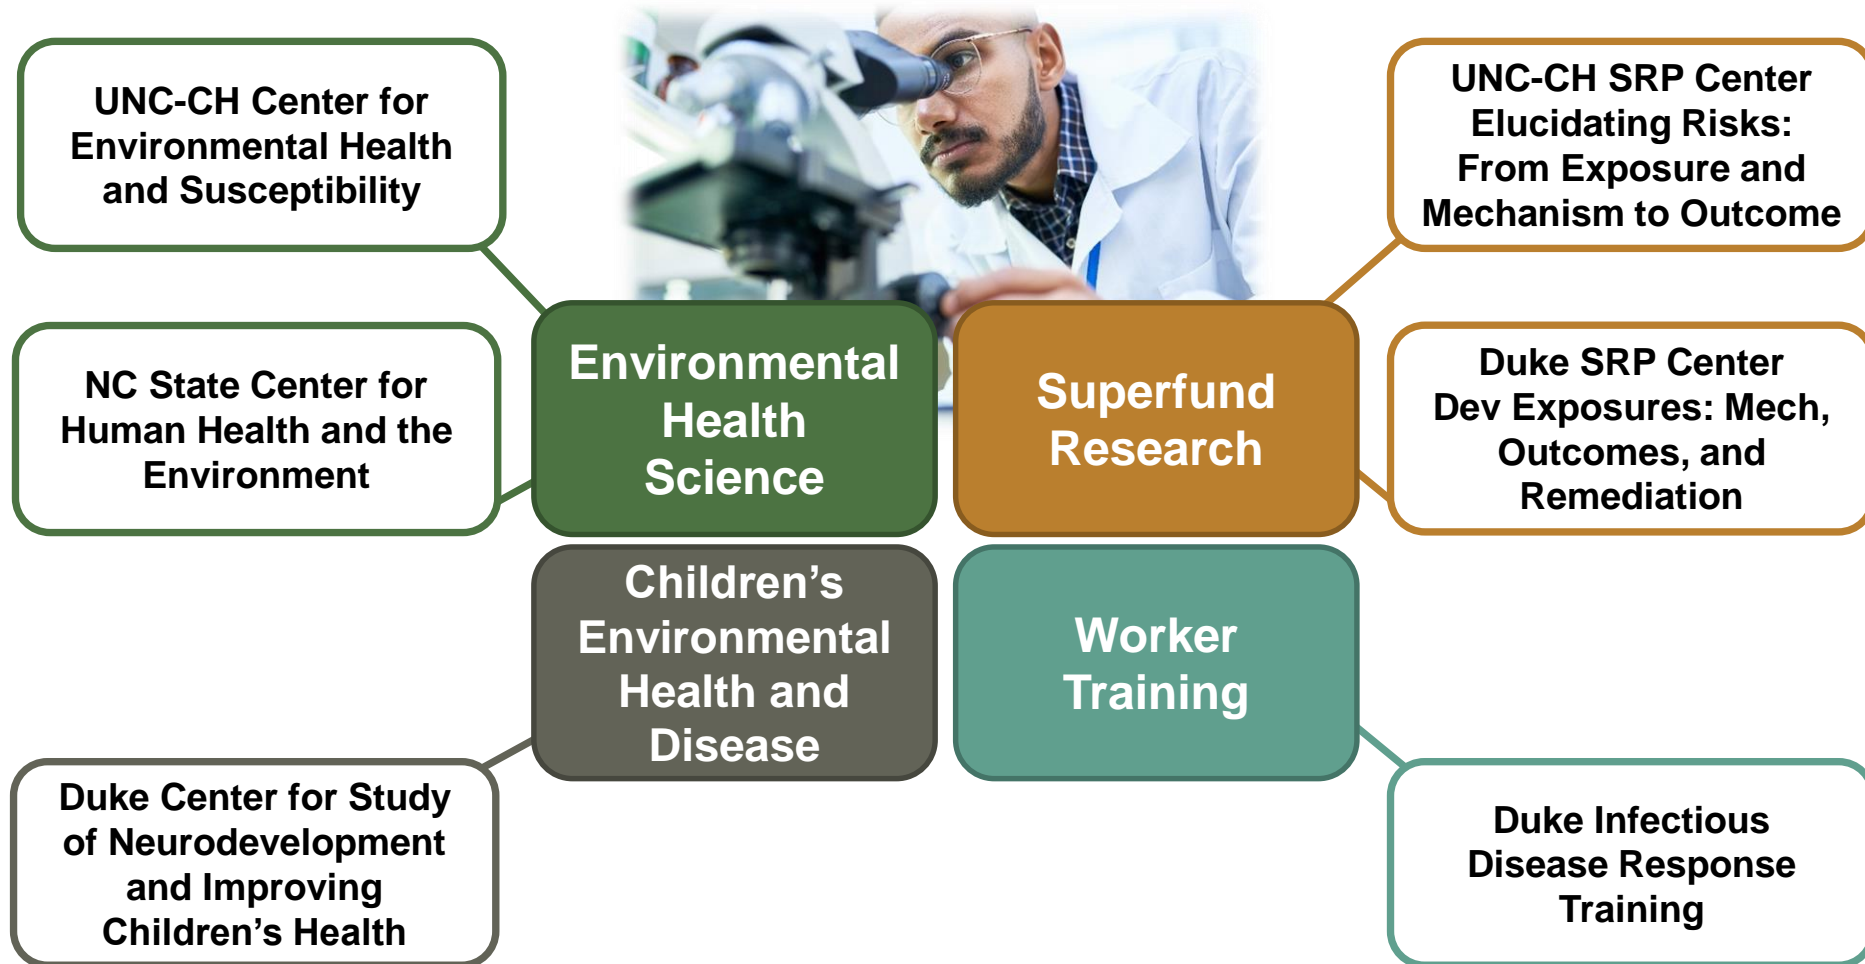 UNC-CH Center for
Environmental Health
and Susceptibility
NC State Center for
Human Health and the
Environment
Environmental
Health
Science
Superfund
Research
UNC-CH SRP Center
Elucidating Risks:
From Exposure and
Mechanism to Outcome
Duke SRP Center
Dev Exposures: Mech,
Outcomes, and
Remediation
Children’s
Environmental
Health and
Disease
Worker
Training
Duke Center for Study
of Neurodevelopment
and Improving
Children’s Health
Duke Infectious
Disease Response
Training